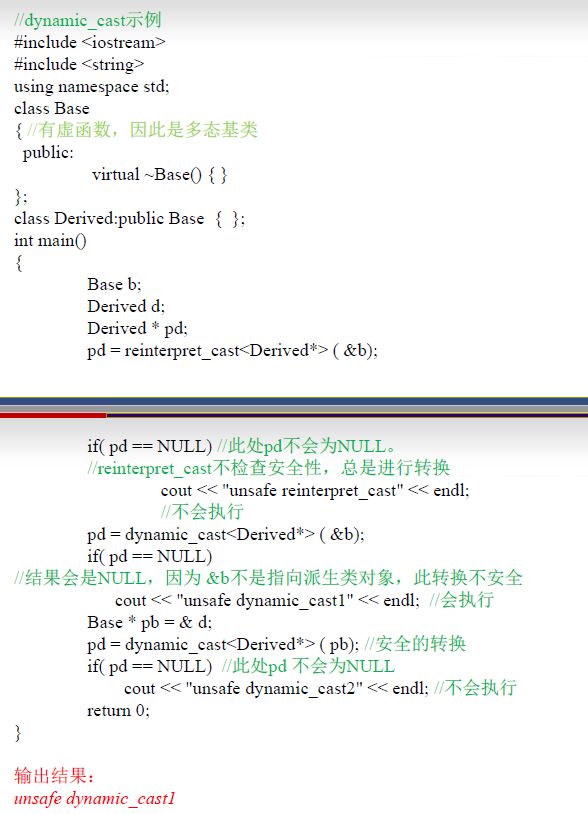 //dynamic_cast示例
#include <iostream>
#include <string>
using namespace std;
class Base
{ //有虚函数，因此是多态基类
public:
virtual ~Base() { }
};
class Derived:public Base { };
int main()
{
Base b;
Derived d;
Derived * pd;
pd = reinterpret_cast<Derived*> ( &b);
if( pd == NULL) //此处pd不会为NULL。
//reinterpret_cast不检查安全性，总是进行转换
cout << "unsafe reinterpret_cast" << endl;
//不会执行
pd = dynamic_cast<Derived*> ( &b);
if( pd == NULL)
//结果会是NULL，因为 &b不是指向派生类对象，此转换不安全
cout << "unsafe dynamic_cast1" << endl; //会执行
Base * pb = & d;
pd = dynamic_cast<Derived*> ( pb); //安全的转换
if( pd == NULL) //此处pd 不会为NULL
cout << "unsafe dynamic_cast2" << endl; //不会执行
return 0;
}
输出结果：
unsafe dynamic_cast1